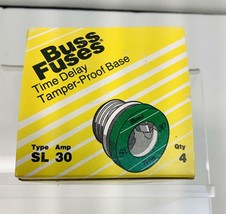 Buss
Fuses
Time Delay
Tamper-Proof Base
Type Amp
SL 30
Qty
4